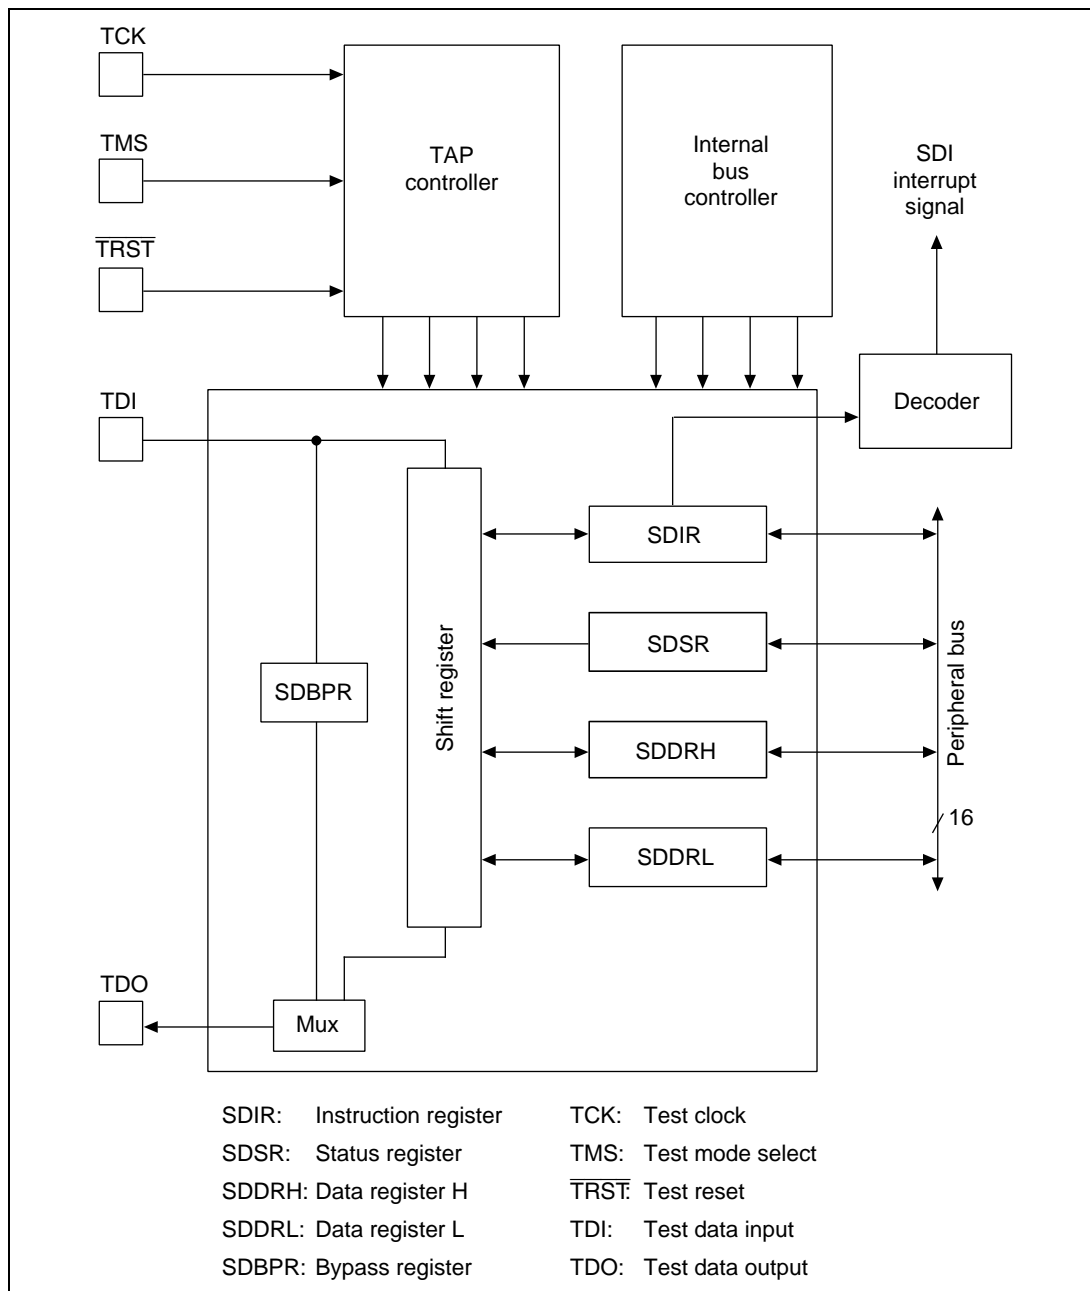 TCK
TMS
TRST
TDI
TDO
TAP
controller
Internal
bus
controller
SDI
interrupt
signal
Decoder
Shift register
SDBPR
SDIR
SDSR
SDDRH
SDDRL
Peripheral bus
16
Mux
SDIR: Instruction register
SDSR: Status register
SDDRH: Data register H
SDDRL: Data register L
SDBPR: Bypass register
TCK: Test clock
TMS: Test mode select
TRST: Test reset
TDI: Test data input
TDO: Test data output